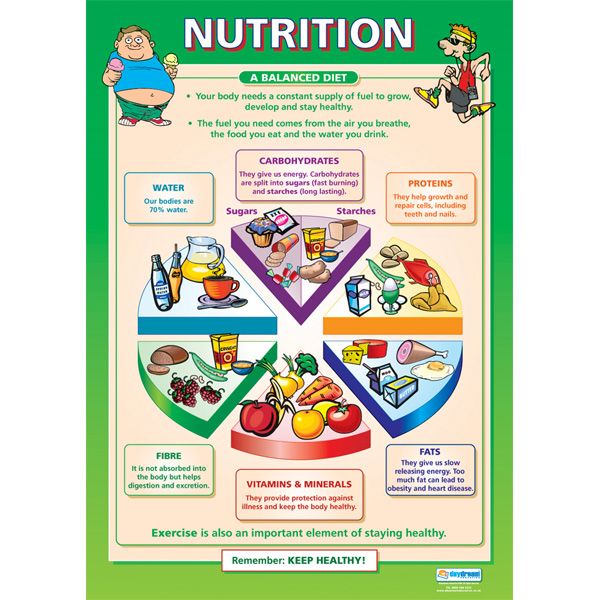 NUTRITION
A BALANCED DIET
• Your body needs a constant supply of fuel to grow,
develop and stay healthy.
• The fuel you need comes from the air you breathe,
the food you eat and the water you drink.
CARBOHYDRATES
They give us energy. Carbohydrates
are split into sugars (fast burning)
and starches (long lasting).
WATER
Our bodies are
70% water.
PROTEINS
They help growth and
repair cells, including
teeth and nails.
Sugars
Starches
FIBRE
It is not absorbed into
the body but helps
digestion and excretion.
VITAMINS & MINERALS
They provide protection against
illness and keep the body healthy.
FATS
They give us slow
releasing energy. Too
much fat can lead to
obesity and heart disease.
Exercise is also an important element of staying healthy.
Remember: KEEP HEALTHY!
daydream